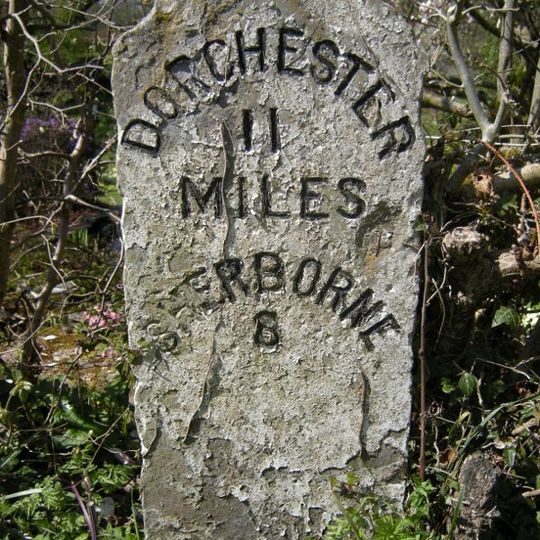 DORCHESTER
11
MILES
SHERBORNE
8